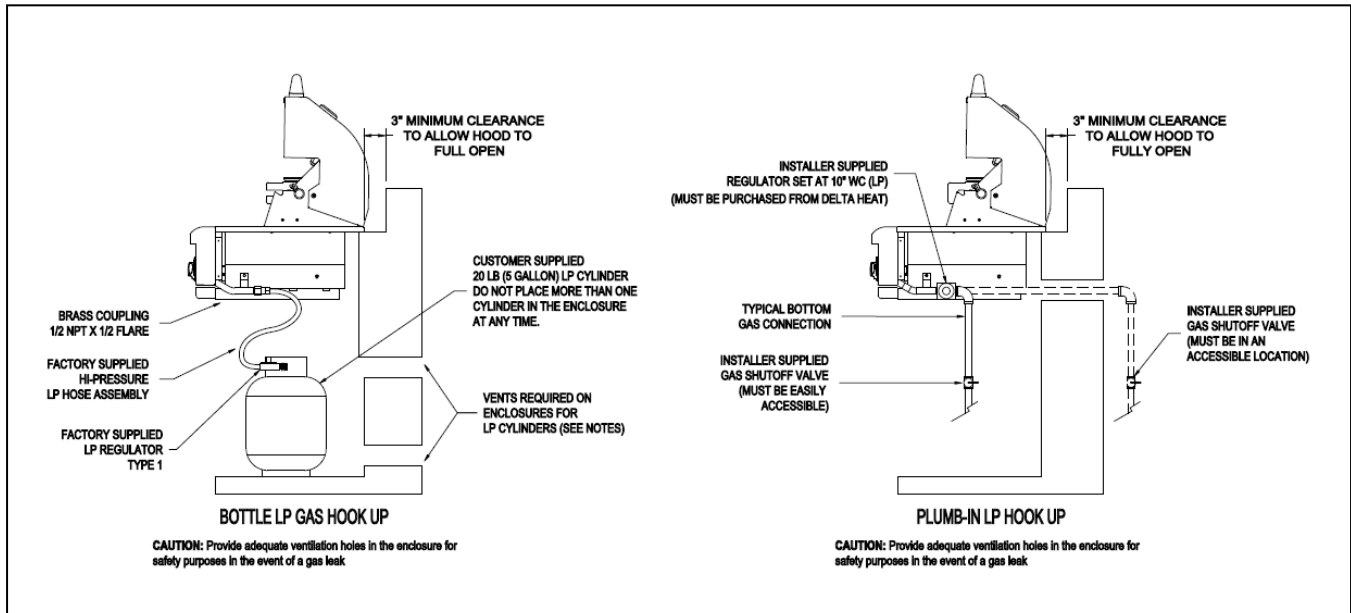 3" MINIMUM CLEARANCE
TO ALLOW HOOD TO
FULL OPEN
CUSTOMER SUPPLIED
20 LB (5 GALLON) LP CYLINDER
DO NOT PLACE MORE THAN ONE
CYLINDER IN THE ENCLOSURE
AT ANY TIME.
BRASS COUPLING
1/2 NPT X 1/2 FLARE
FACTORY SUPPLIED
HI-PRESSURE
LP HOSE ASSEMBLY
FACTORY SUPPLIED
LP REGULATOR
TYPE 1
VENTS REQUIRED ON
ENCLOSURES FOR
LP CYLINDERS (SEE NOTES)
BOTTLE LP GAS HOOK UP
CAUTION: Provide adequate ventilation holes in the enclosure for
safety purposes in the event of a gas leak
3" MINIMUM CLEARANCE
TO ALLOW HOOD TO
FULLY OPEN
INSTALLER SUPPLIED
REGULATOR SET AT 10" WC (LP)
(MUST BE PURCHASED FROM DELTA HEAT)
TYPICAL BOTTOM
GAS CONNECTION
INSTALLER SUPPLIED
GAS SHUTOFF VALVE
(MUST BE EASILY
ACCESSIBLE)
INSTALLER SUPPLIED
GAS SHUTOFF VALVE
(MUST BE IN AN
ACCESSIBLE LOCATION)
PLUMB-IN LP HOOK UP
CAUTION: Provide adequate ventilation holes in the enclosure for
safety purposes in the event of a gas leak